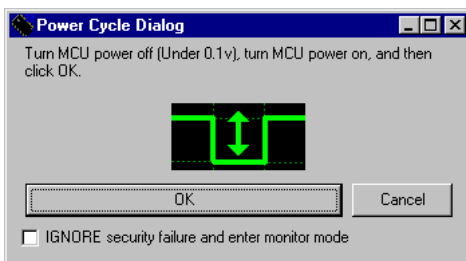 Power Cycle Dialog
Turn MCU power off (Under 0.1v), turn MCU power on, and then
click OK.
OK
Cancel
IGNORE security failure and enter monitor mode